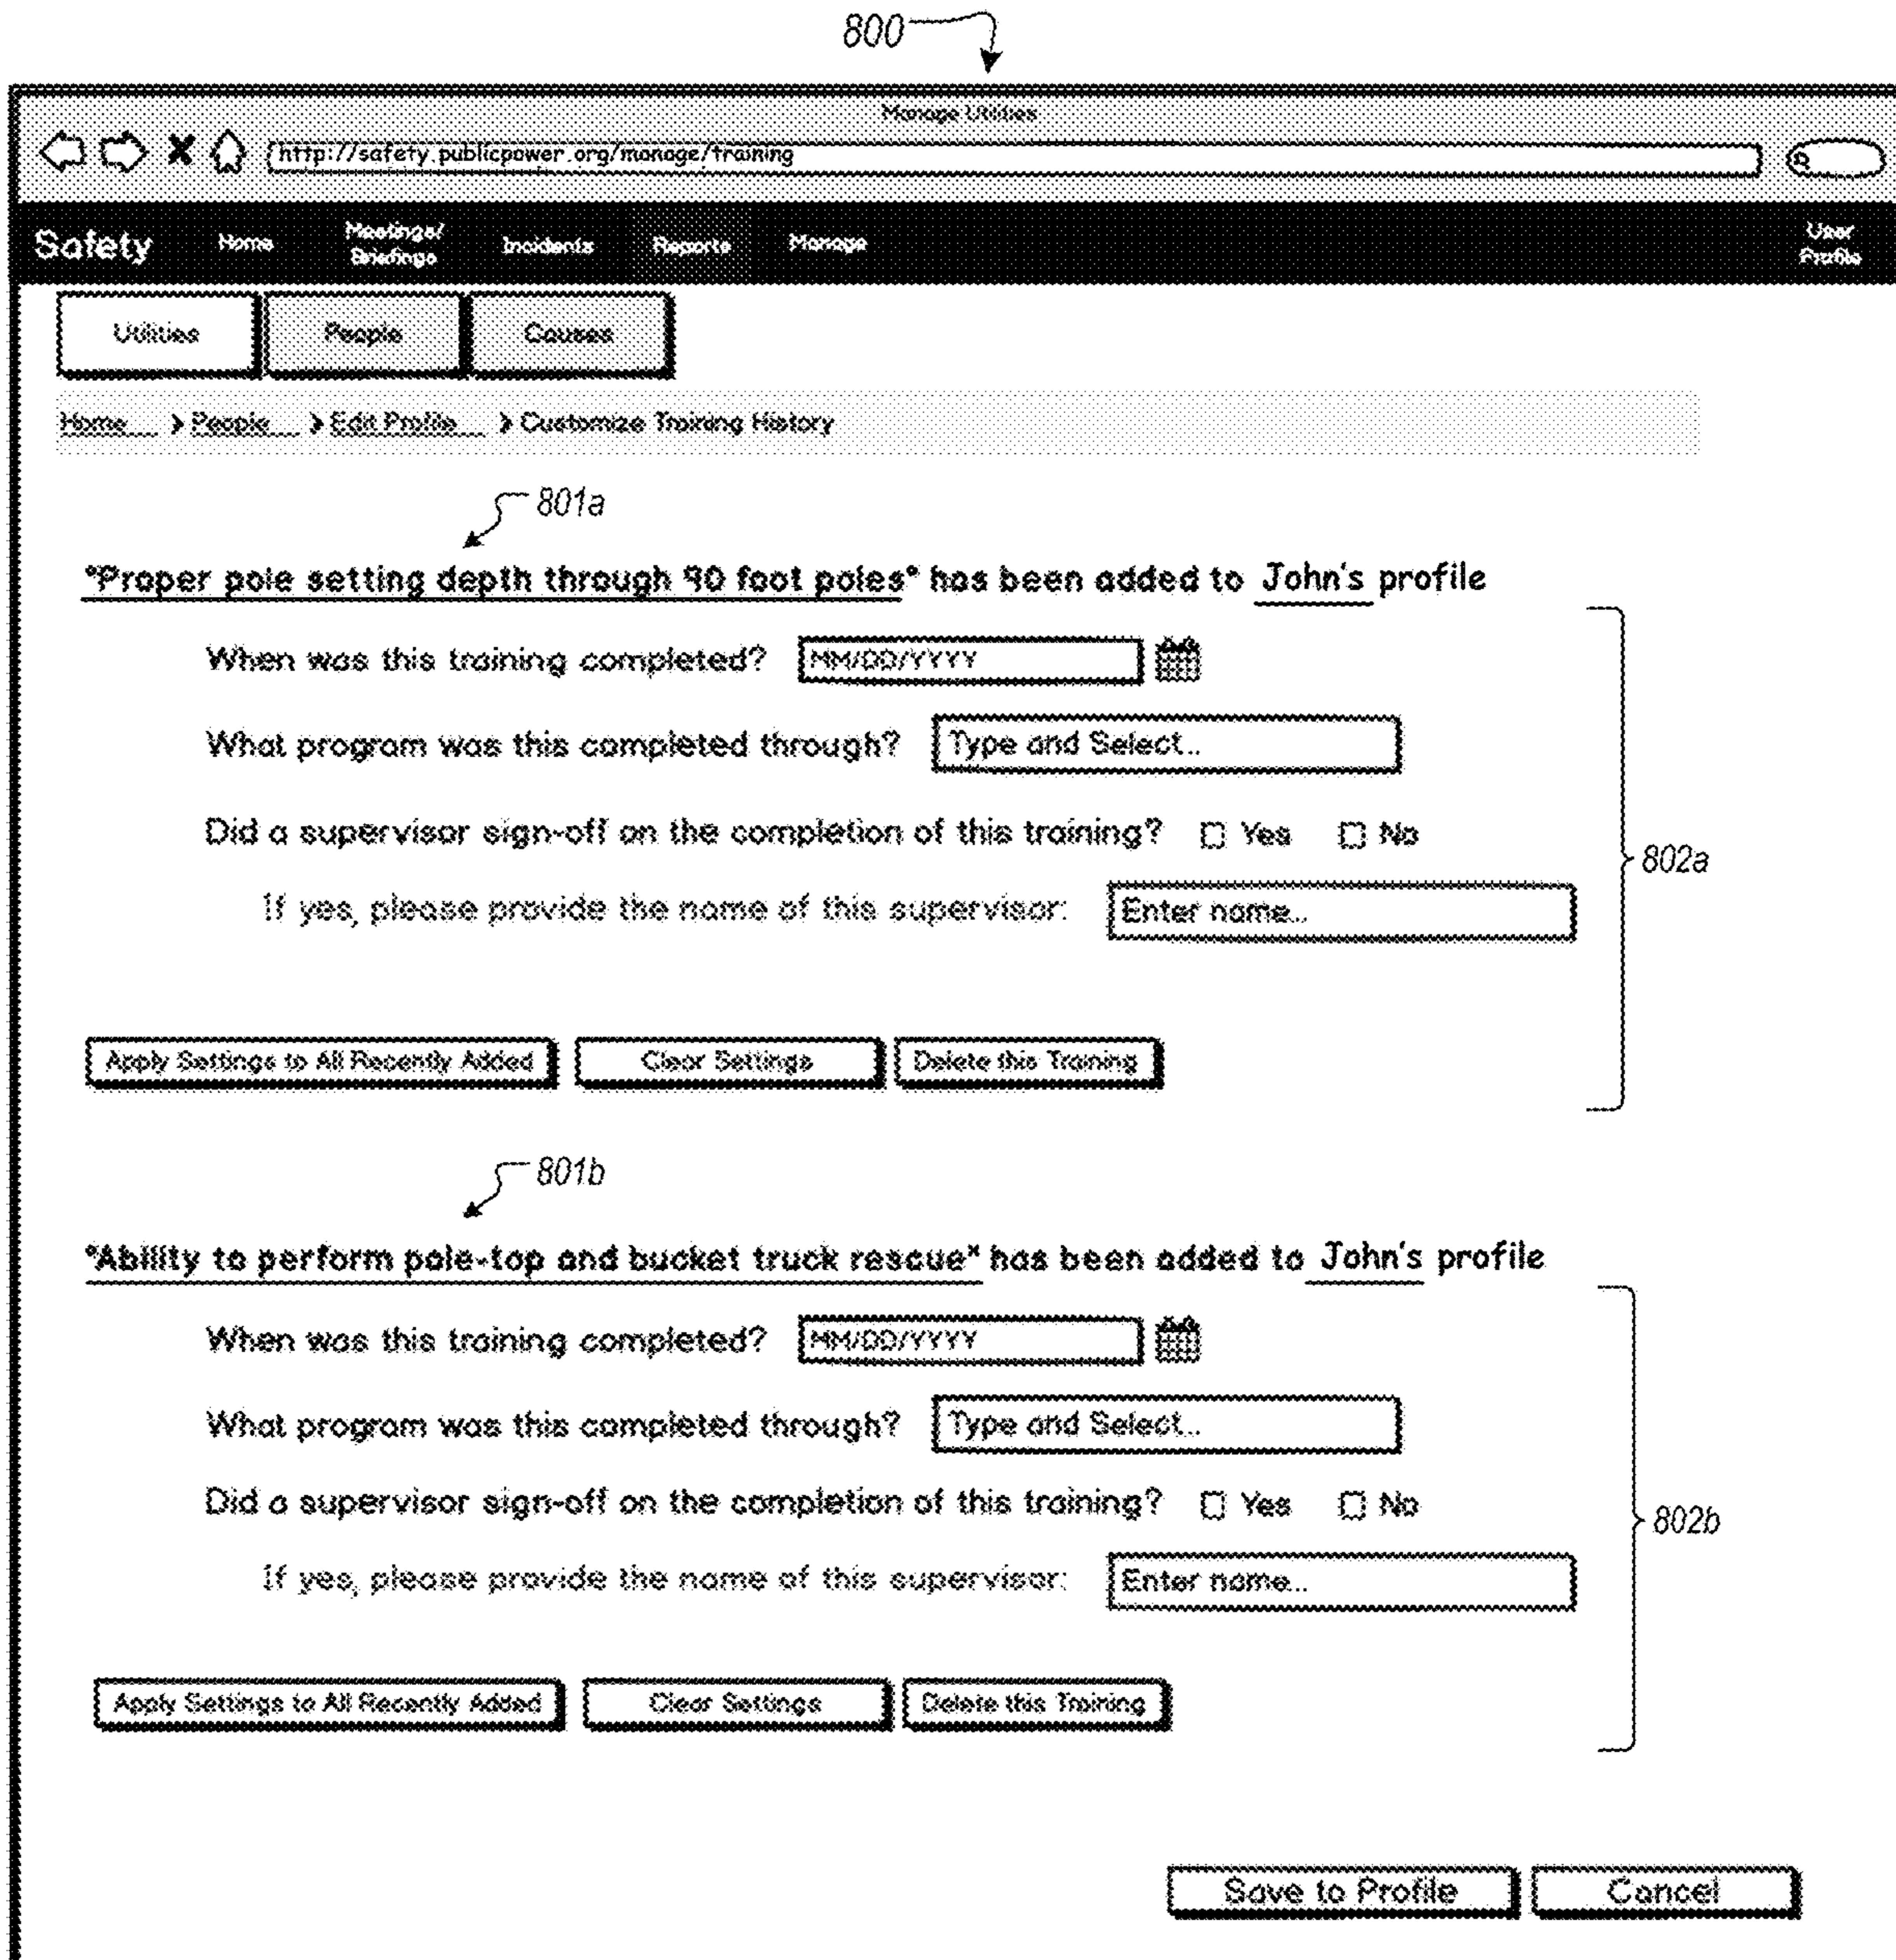 800
Manage Utilities
http://safety.publicpower.org/manage/training
Safety Home Meetings/ Briefings Incidents Reports Manage User Profile
Utilities People Causes
Home > People > Edit Profile > Customize Training History
801a
"Proper pole setting depth through 90 foot poles" has been added to John's profile
When was this training completed? MM/DD/YYYY
What program was this completed through? Type and Select...
Did a supervisor sign-off on the completion of this training? Yes No
802a
If yes, please provide the name of this supervisor: Enter name...
Apply Settings to All Recently Added Clear Settings Delete this Training
801b
"Ability to perform pole-top and bucket truck rescue" has been added to John's profile
When was this training completed? MM/DD/YYYY
What program was this completed through? Type and Select...
Did a supervisor sign-off on the completion of this training? Yes No
802b
If yes, please provide the name of this supervisor: Enter name...
Apply Settings to All Recently Added Clear Settings Delete this Training
Save to Profile Cancel